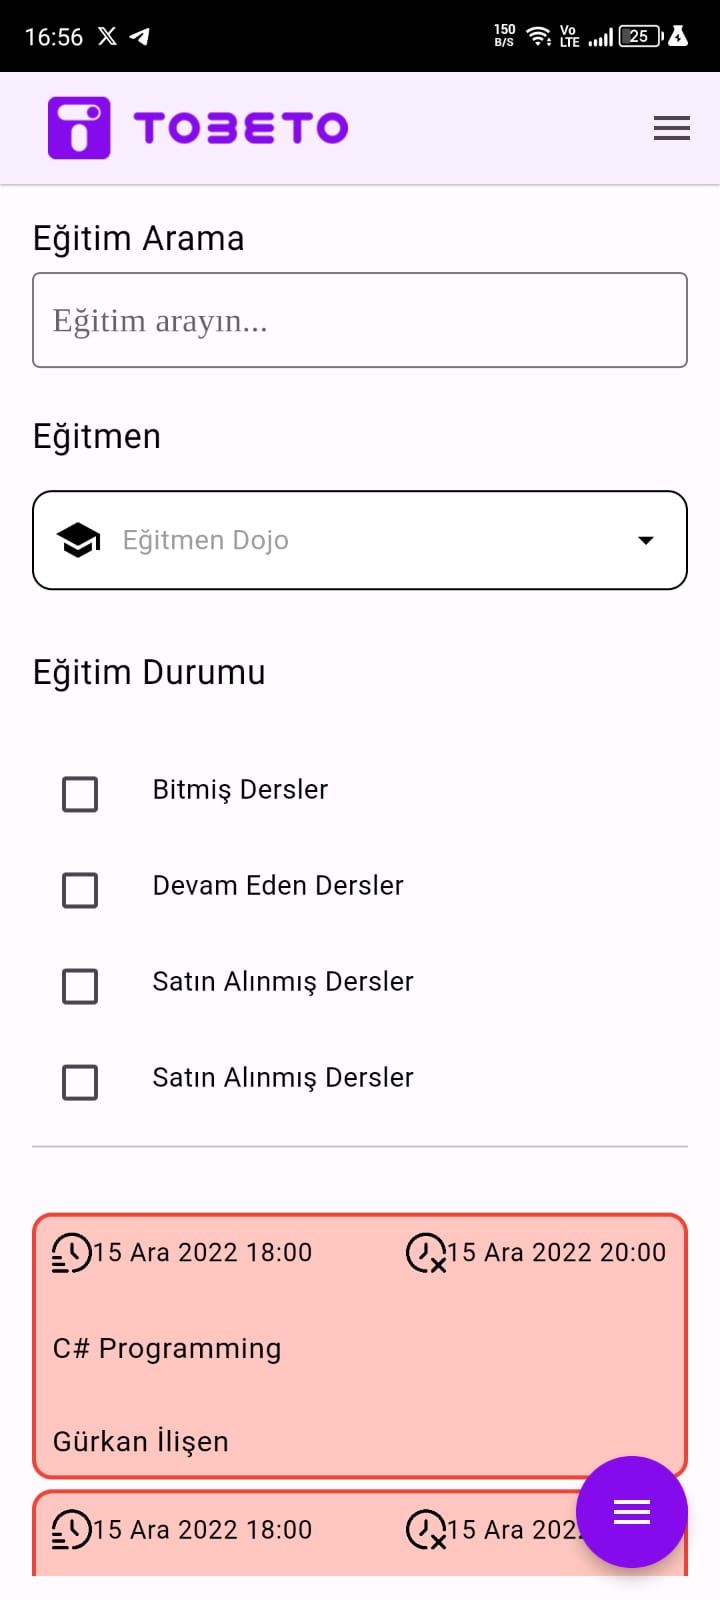 16:56
150 B/S
Vo LTE
25
TOBETO
Eğitim Arama
Eğitim arayın...
Eğitmen
Eğitmen Dojo
Eğitim Durumu
Bitmiş Dersler
Devam Eden Dersler
Satın Alınmış Dersler
Satın Alınmış Dersler
15 Ara 2022 18:00 15 Ara 2022 20:00
C# Programming
Gürkan İlişen
15 Ara 2022 18:00 15 Ara 202